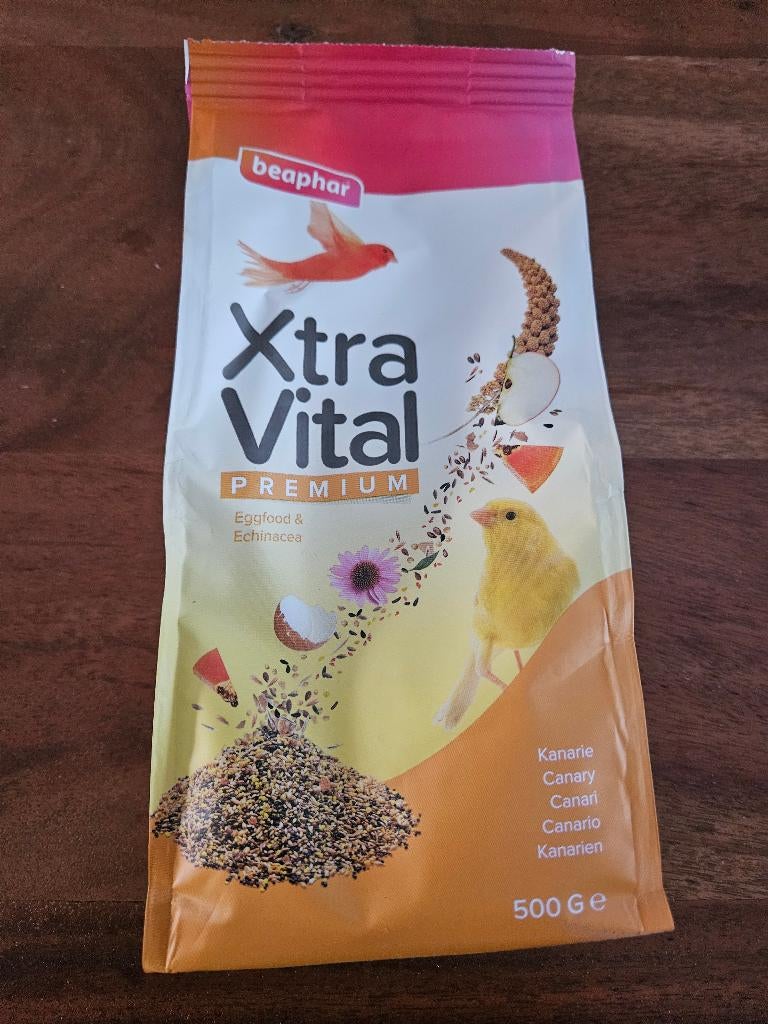 beaphar
Xtra
Vital
PREMIUM
Eggfood &
Echinacea
Kanarie
Canary
Canari
Canario
Kanarien
500 G e